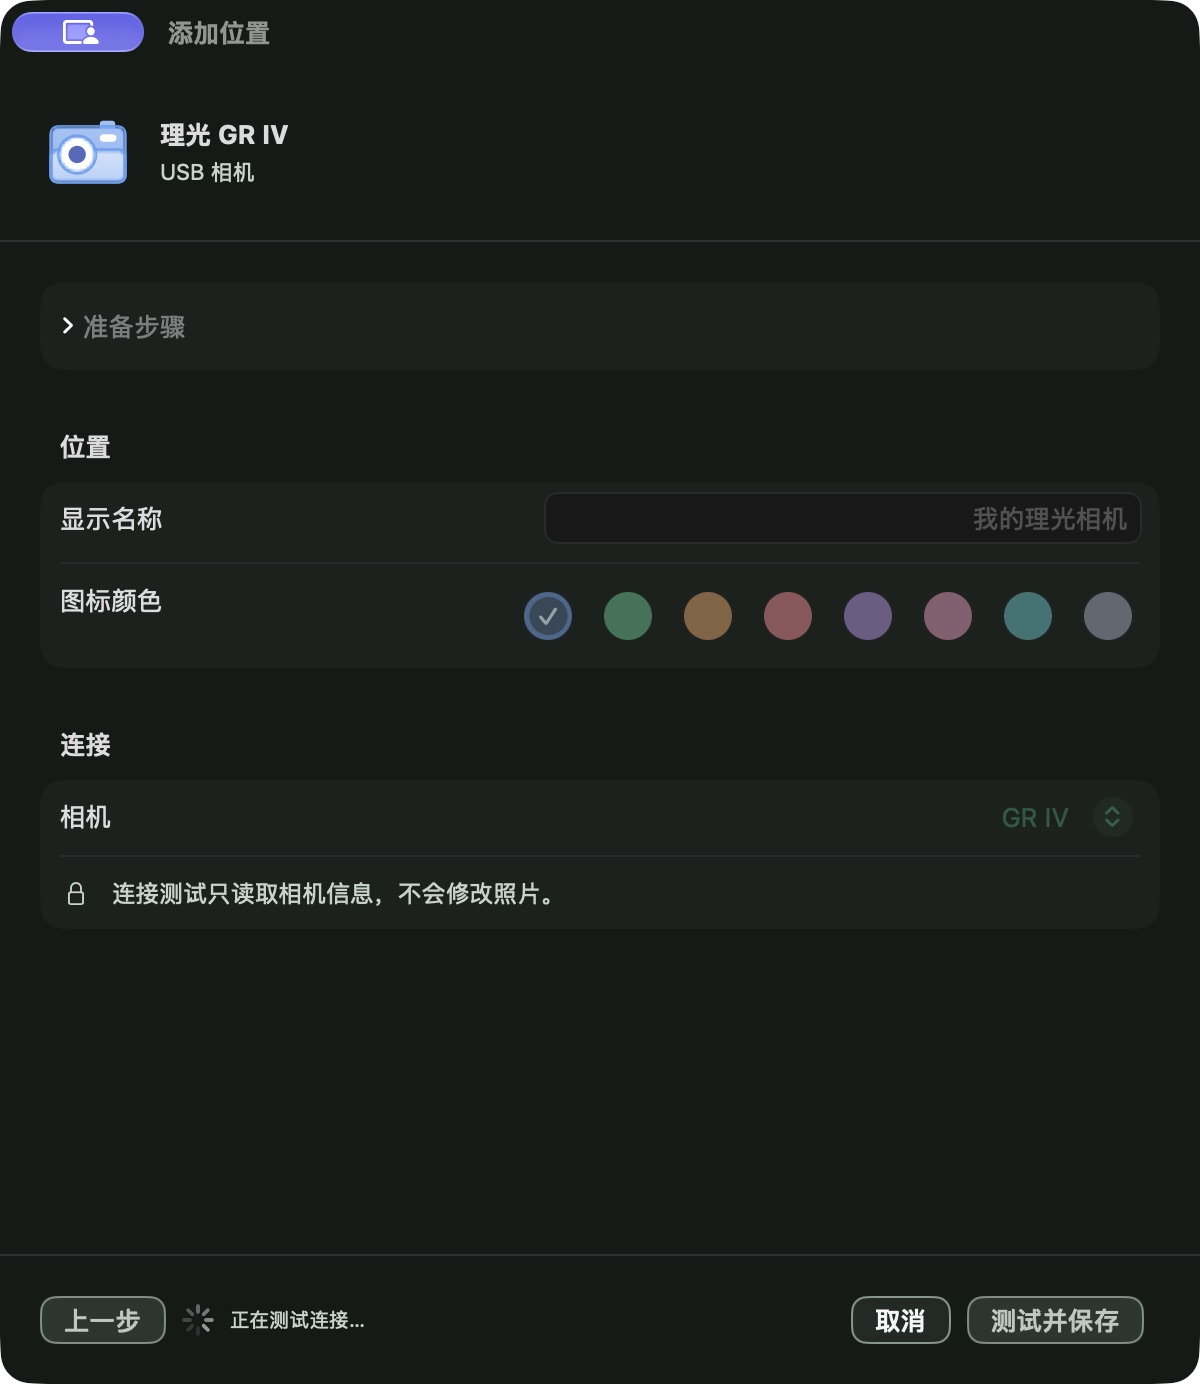 添加位置
理光 GR IV
USB 相机
准备步骤
位置
显示名称
我的理光相机
图标颜色
连接
相机
GR IV
连接测试只读取相机信息，不会修改照片。
上一步
正在测试连接...
取消
测试并保存